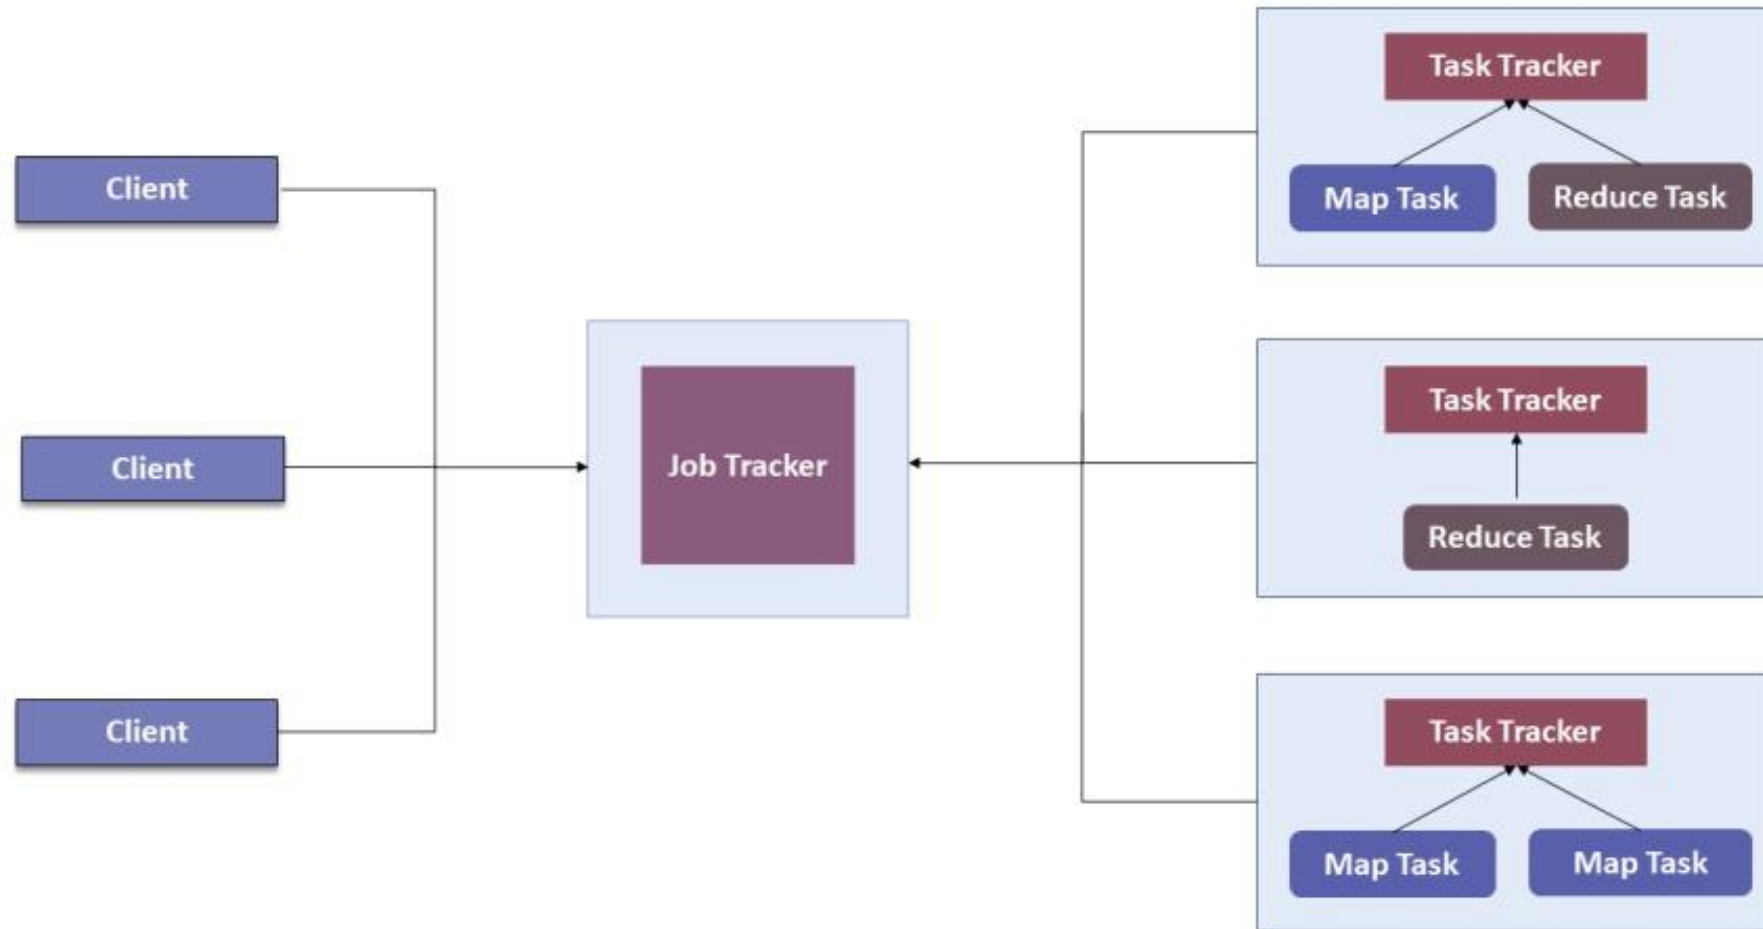 Client
Client
Client
Job Tracker
Task Tracker
Map Task
Reduce Task
Task Tracker
Reduce Task
Task Tracker
Map Task
Map Task